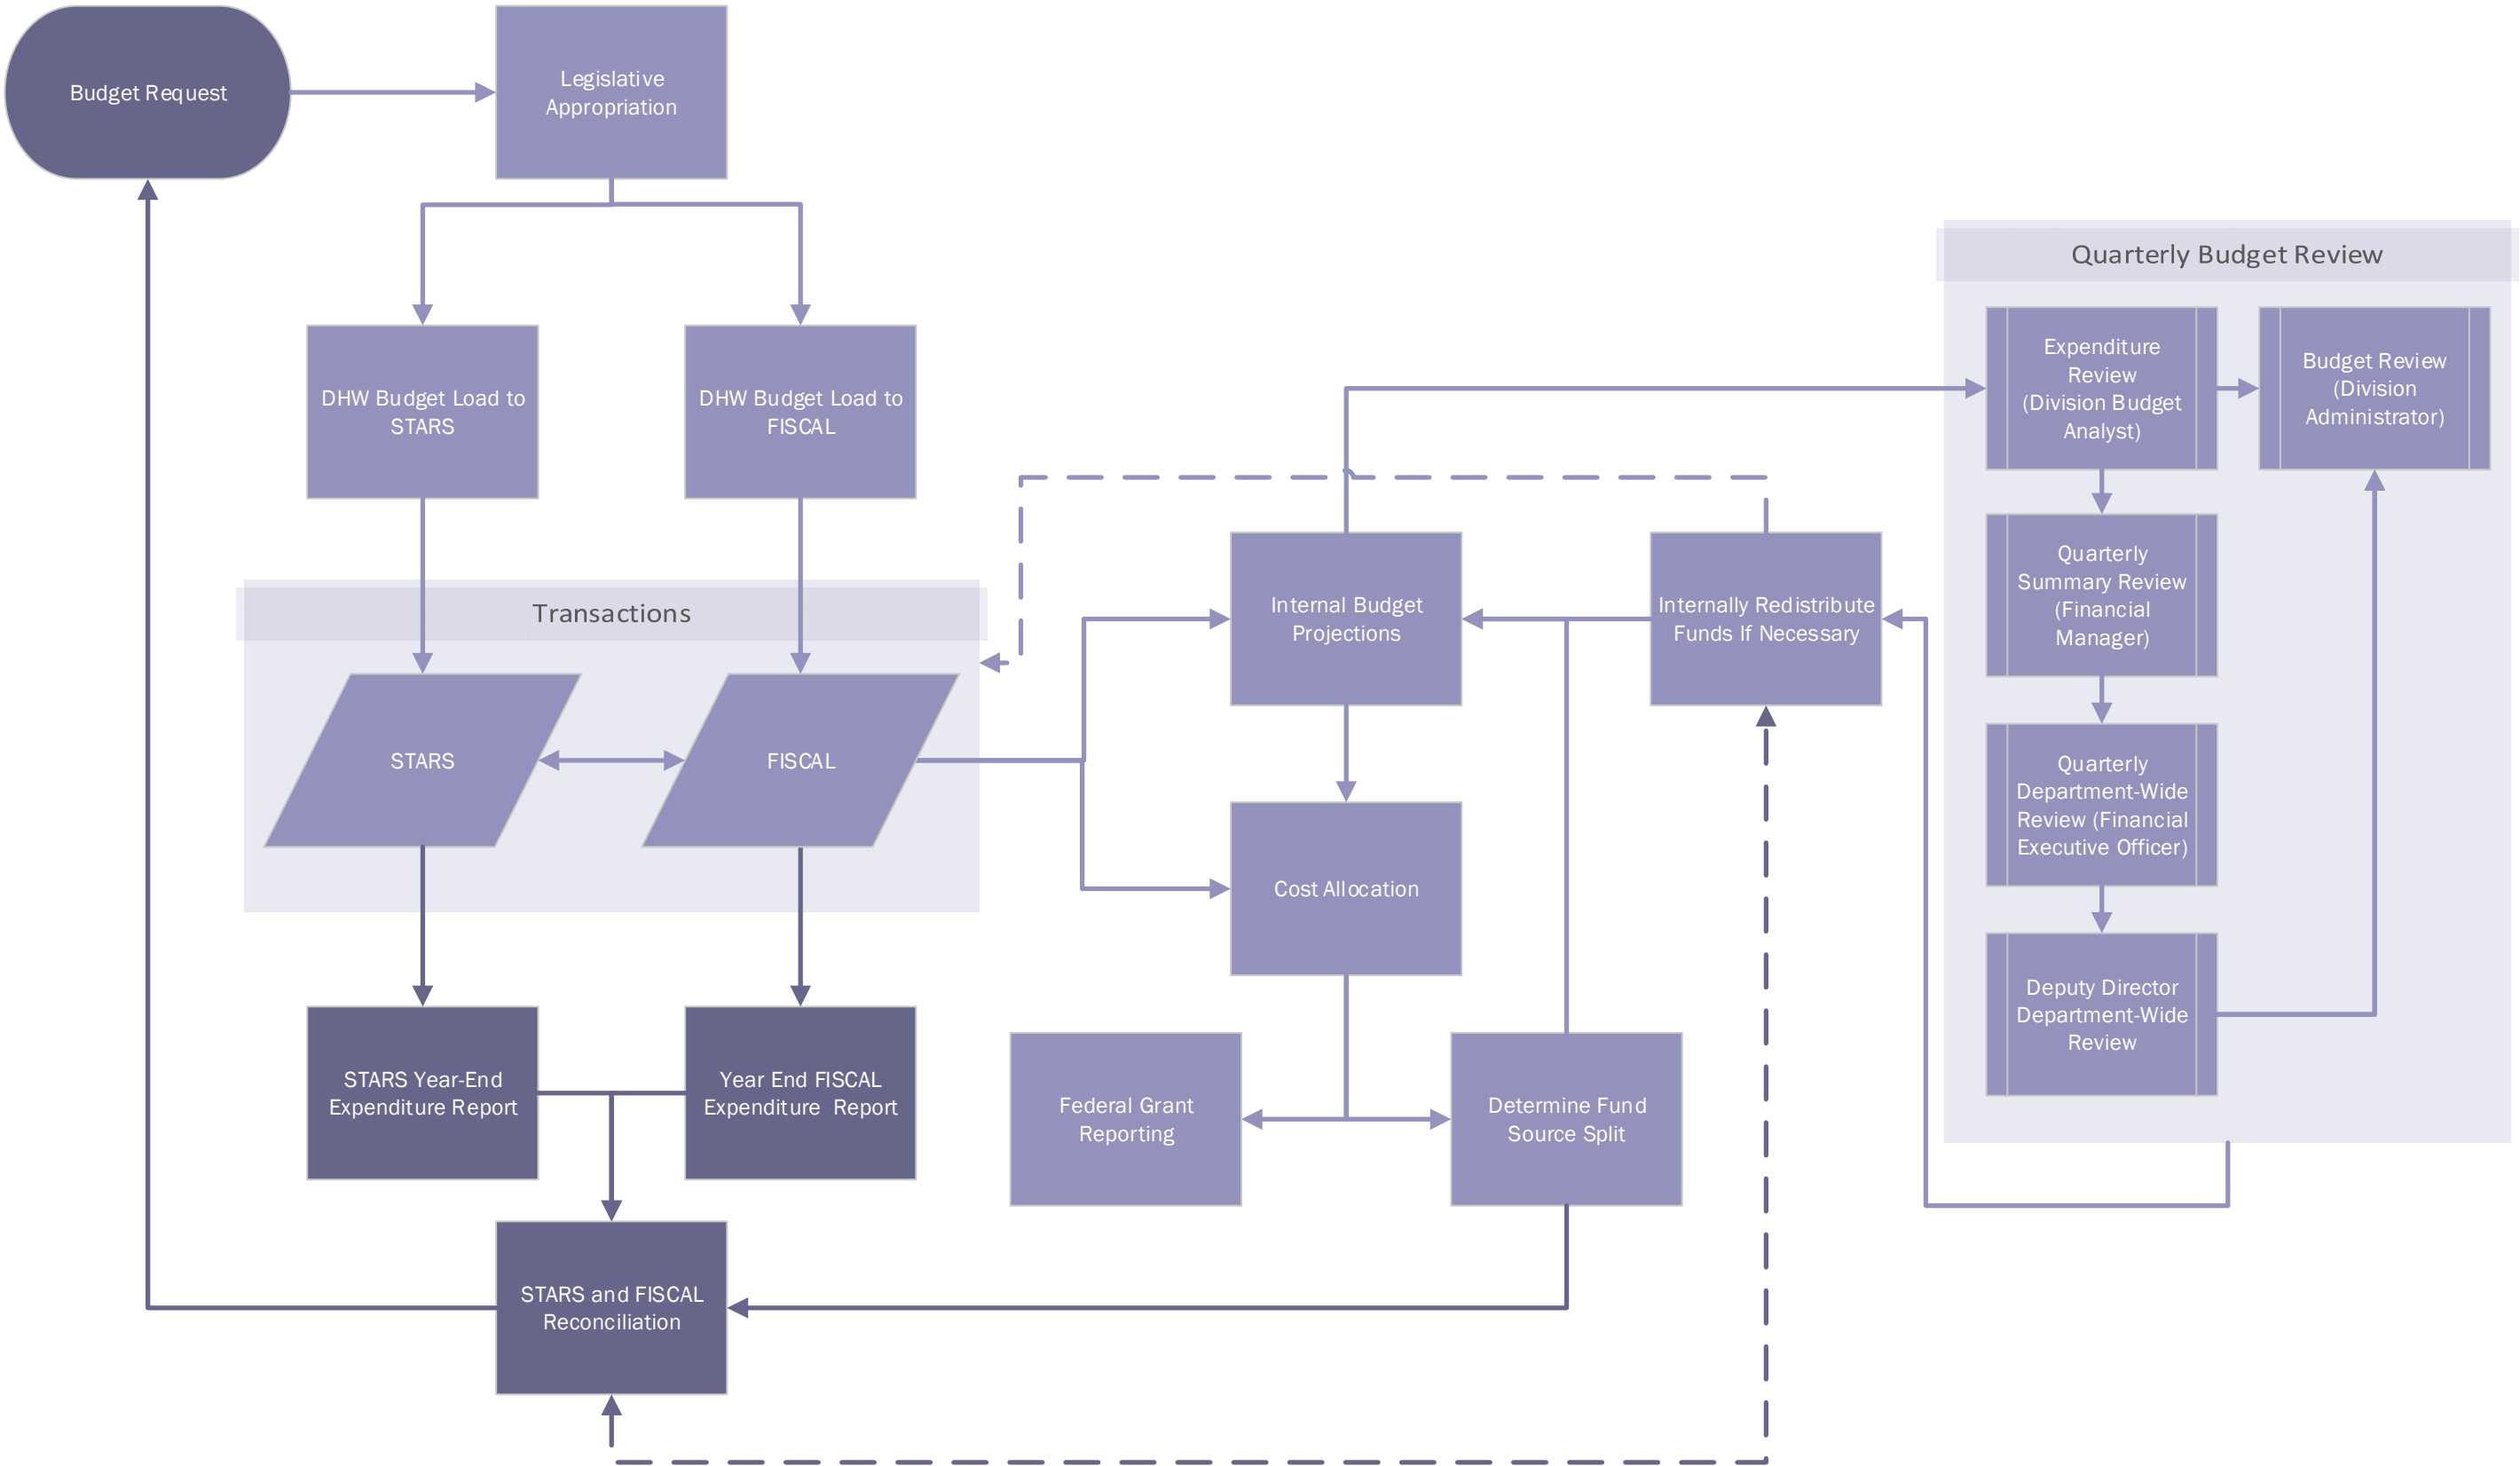 Budget Request
Legislative
Appropriation
Quarterly Budget Review
DHW Budget Load to
STARS
DHW Budget Load to
FISCAL
Expenditure
Review
(Division Budget
Analyst)
Budget Review
(Division
Administrator)
Transactions
Internal Budget
Projections
Internally Redistribute
Funds If Necessary
Quarterly
Summary Review
(Financial
Manager)
STARS
FISCAL
Quarterly
Department-Wide
Review (Financial
Executive Officer)
Cost Allocation
Deputy Director
Department-Wide
Review
STARS Year-End
Expenditure Report
Year End FISCAL
Expenditure  Report
Federal Grant
Reporting
Determine Fund
Source Split
STARS and FISCAL
Reconciliation